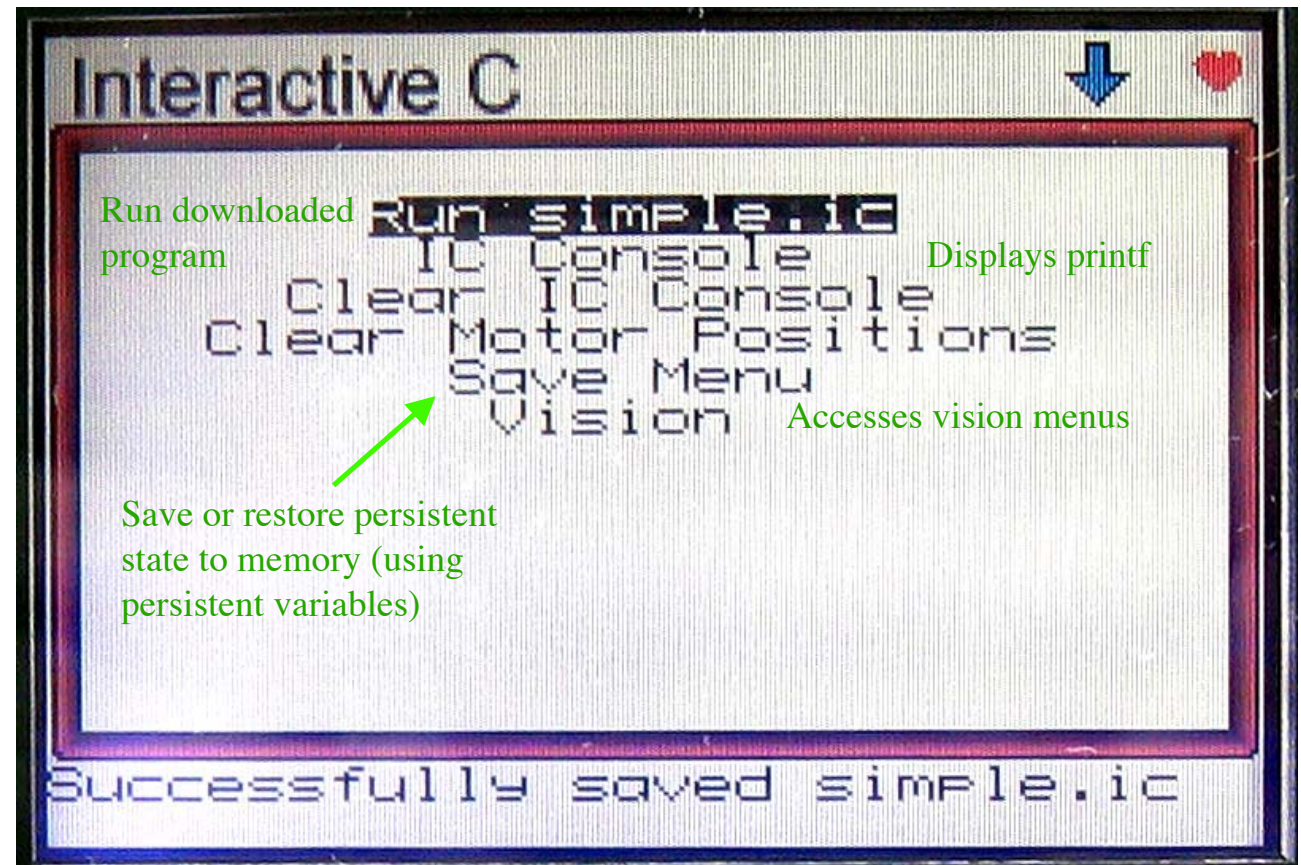 Interactive C
Run downloaded
program
Run simple.ic
IC Console
Displays printf
Clear IC Console
Clear Motor Positions
Save Menu
Vision
Accesses vision menus
Save or restore persistent
state to memory (using
persistent variables)
Successfully saved simple.ic